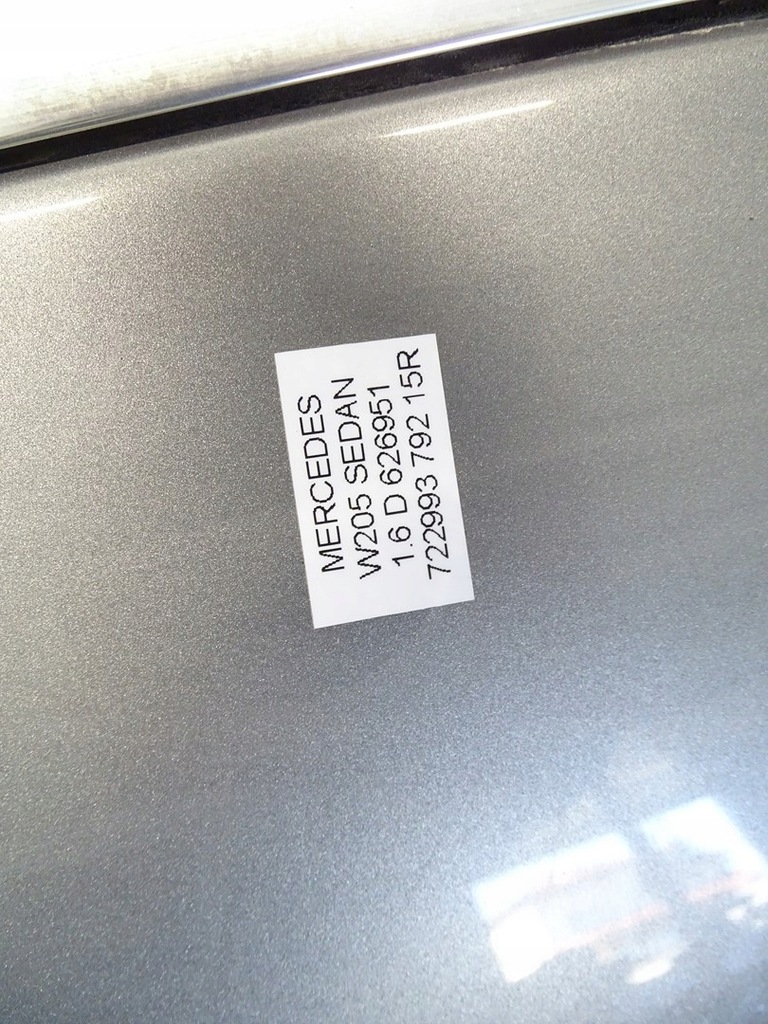 MERCEDES
W205 SEDAN
1.6 D 626951
722993 792 15R